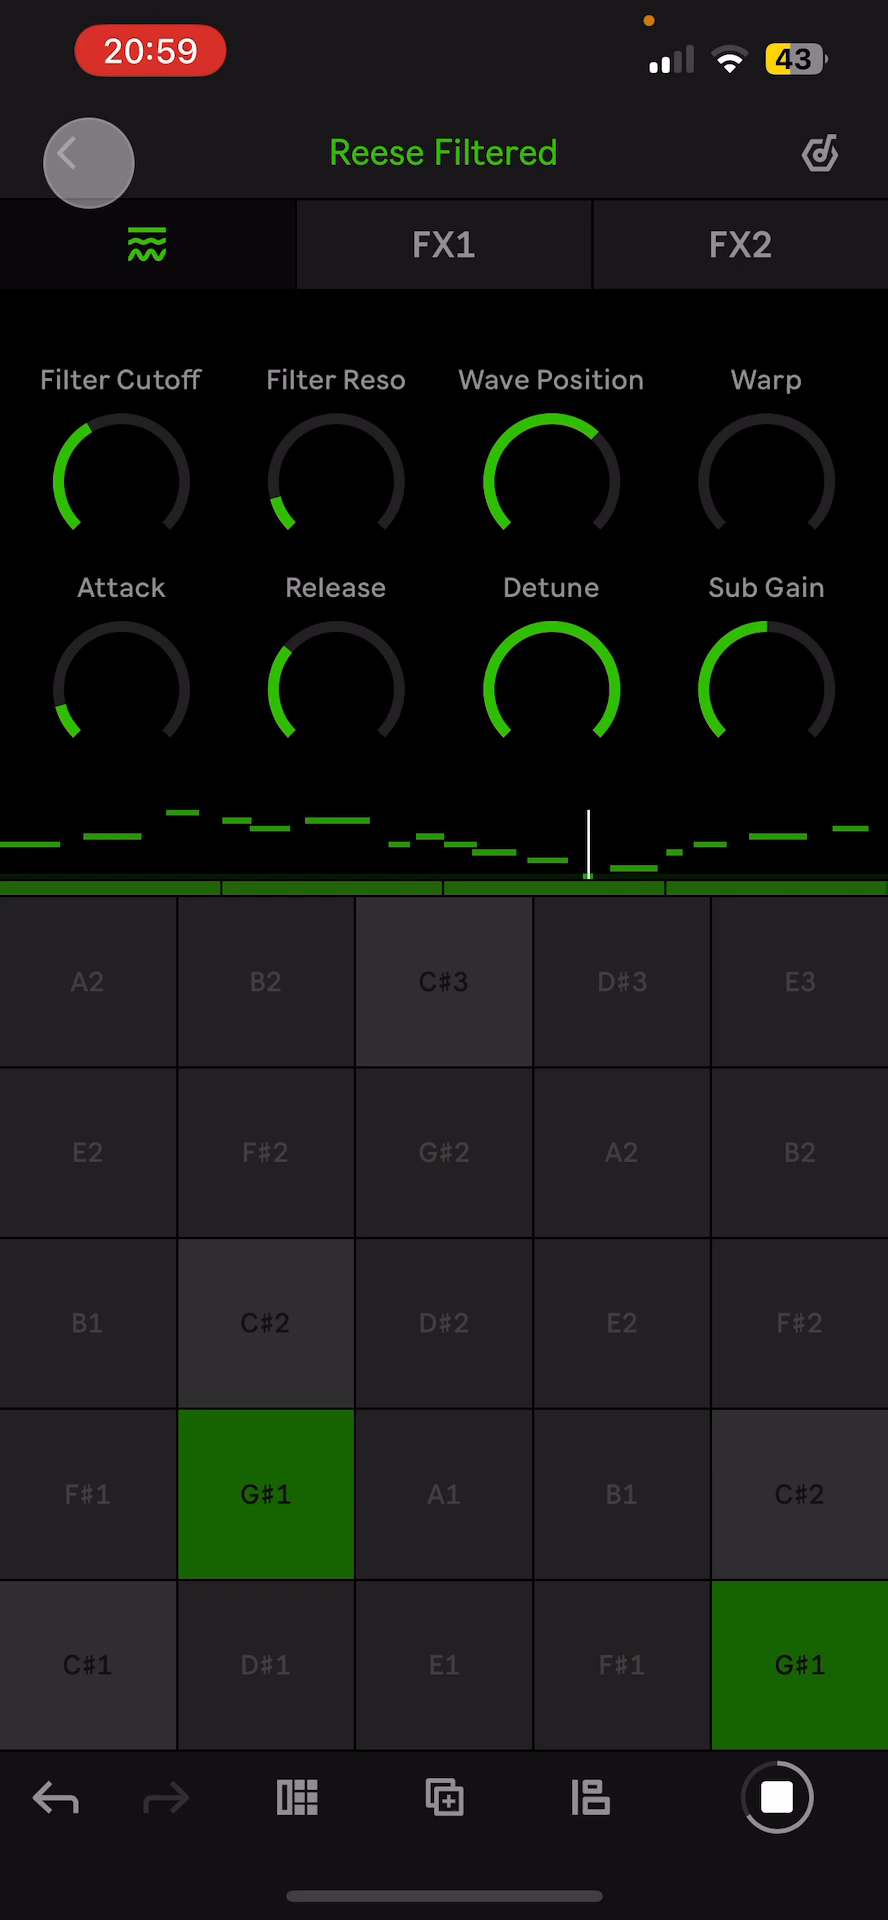 20:59
43
Reese Filtered
FX1 FX2
Filter Cutoff Filter Reso Wave Position Warp
Attack Release Detune Sub Gain
A2 B2 C♯3 D♯3 E3
E2 F♯2 G♯2 A2 B2
B1 C♯2 D♯2 E2 F♯2
F♯1 G♯1 A1 B1 C♯2
C♯1 D♯1 E1 F♯1 G♯1